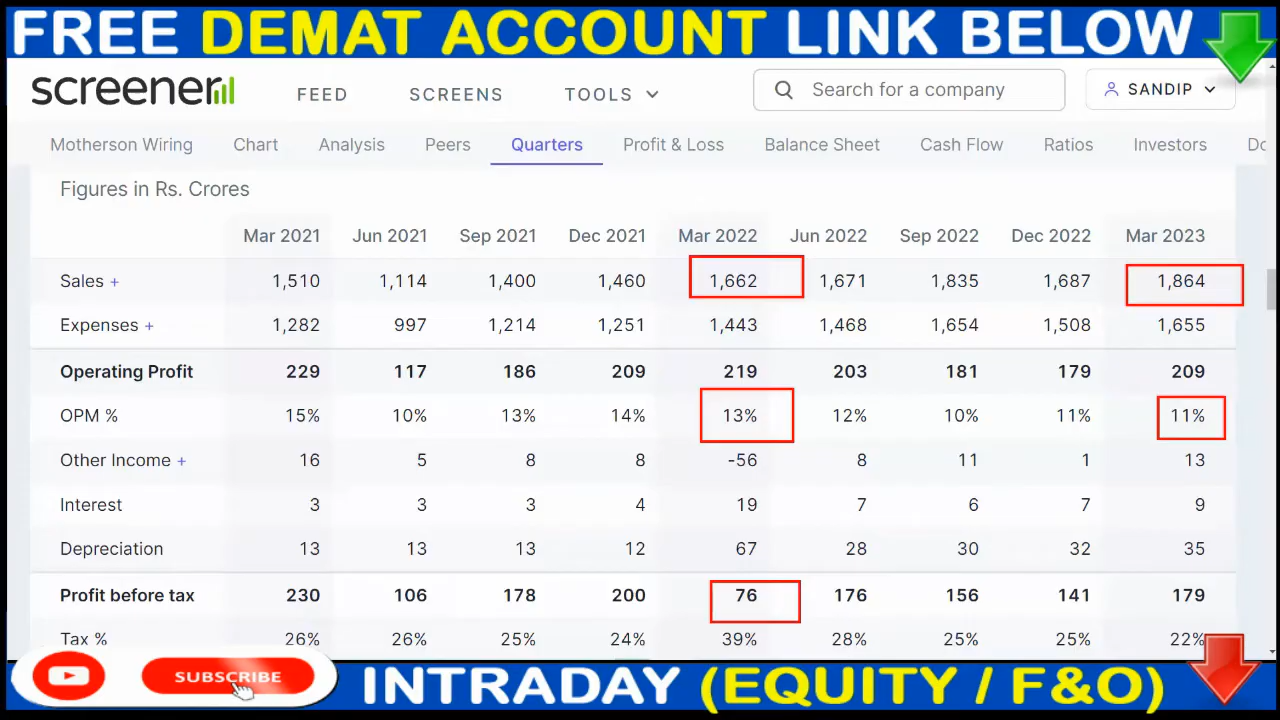 FREE DEMAT ACCOUNT LINK BELOW
screener FEED SCREENS TOOLS Search for a company SANDIP
Motherson Wiring Chart Analysis Peers Quarters Profit & Loss Balance Sheet Cash Flow Ratios Investors
Figures in Rs. Crores
Mar 2021 Jun 2021 Sep 2021 Dec 2021 Mar 2022 Jun 2022 Sep 2022 Dec 2022 Mar 2023
Sales + 1,510 1,114 1,400 1,460 1,662 1,671 1,835 1,687 1,864
Expenses + 1,282 997 1,214 1,251 1,443 1,468 1,654 1,508 1,655
Operating Profit 229 117 186 209 219 203 181 179 209
OPM % 15% 10% 13% 14% 13% 12% 10% 11% 11%
Other Income + 16 5 8 8 -56 8 11 1 13
Interest 3 3 3 4 19 7 6 7 9
Depreciation 13 13 13 12 67 28 30 32 35
Profit before tax 230 106 178 200 76 176 156 141 179
Tax % 26% 26% 25% 24% 39% 28% 25% 25% 22%
SUBSCRIBE
INTRADAY (EQUITY / F&O)